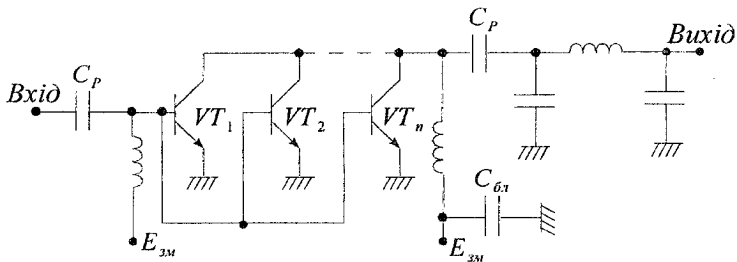 Вхід
C_P
VT_1
VT_2
VT_n
C_P
Вихід
C_бл
E_зм
E_зм